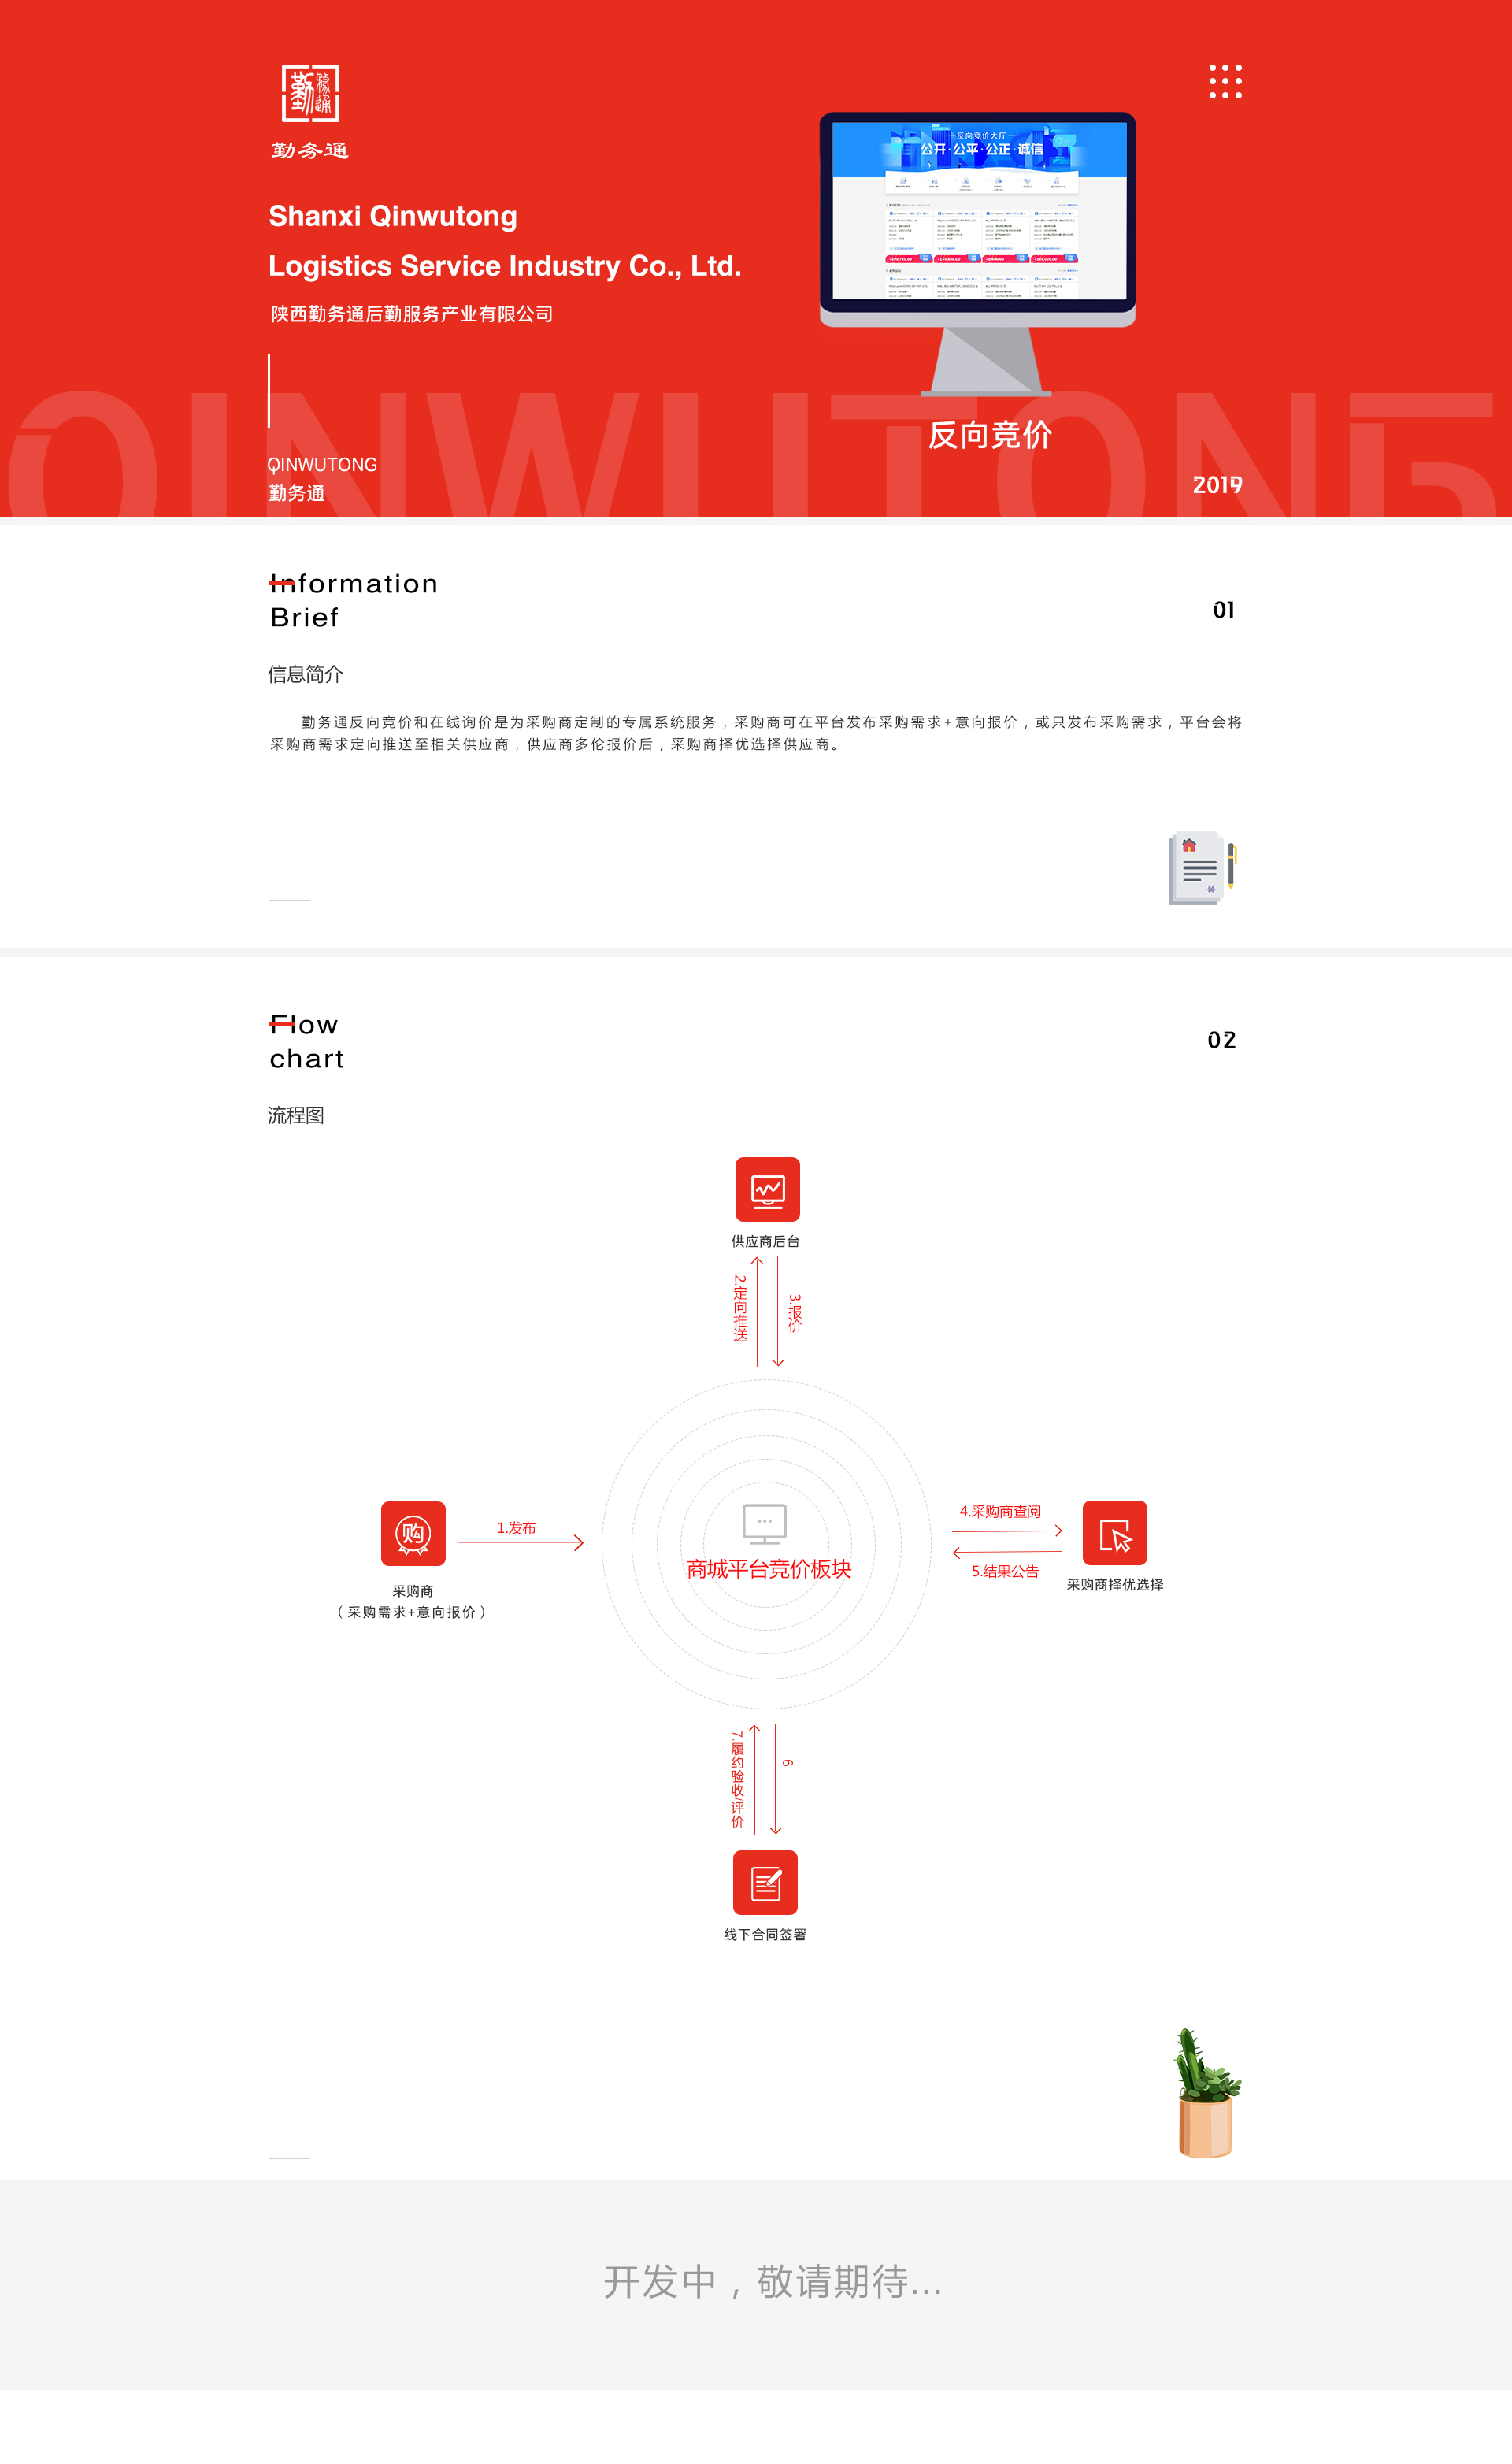 勤务通
Shanxi Qinwutong
Logistics Service Industry Co., Ltd.
陕西勤务通后勤服务产业有限公司
反向竞价大厅
公开·公平·公正·诚信
反向竞价
QINWUTONG
QINWUTONG
勤务通
2019
Information
Brief
01
信息简介
勤务通反向竞价和在线询价是为采购商定制的专属系统服务，采购商可在平台发布采购需求+意向报价，或只发布采购需求，平台会将
采购商需求定向推送至相关供应商，供应商多伦报价后，采购商择优选择供应商。
Flow
chart
02
流程图
供应商后台
2.定向推送
3.报价
购
1.发布
采购商
（采购需求+意向报价）
商城平台竞价板块
4.采购商查阅
5.结果公告
采购商择优选择
7.履约验收/评价
6
线下合同签署
开发中，敬请期待...